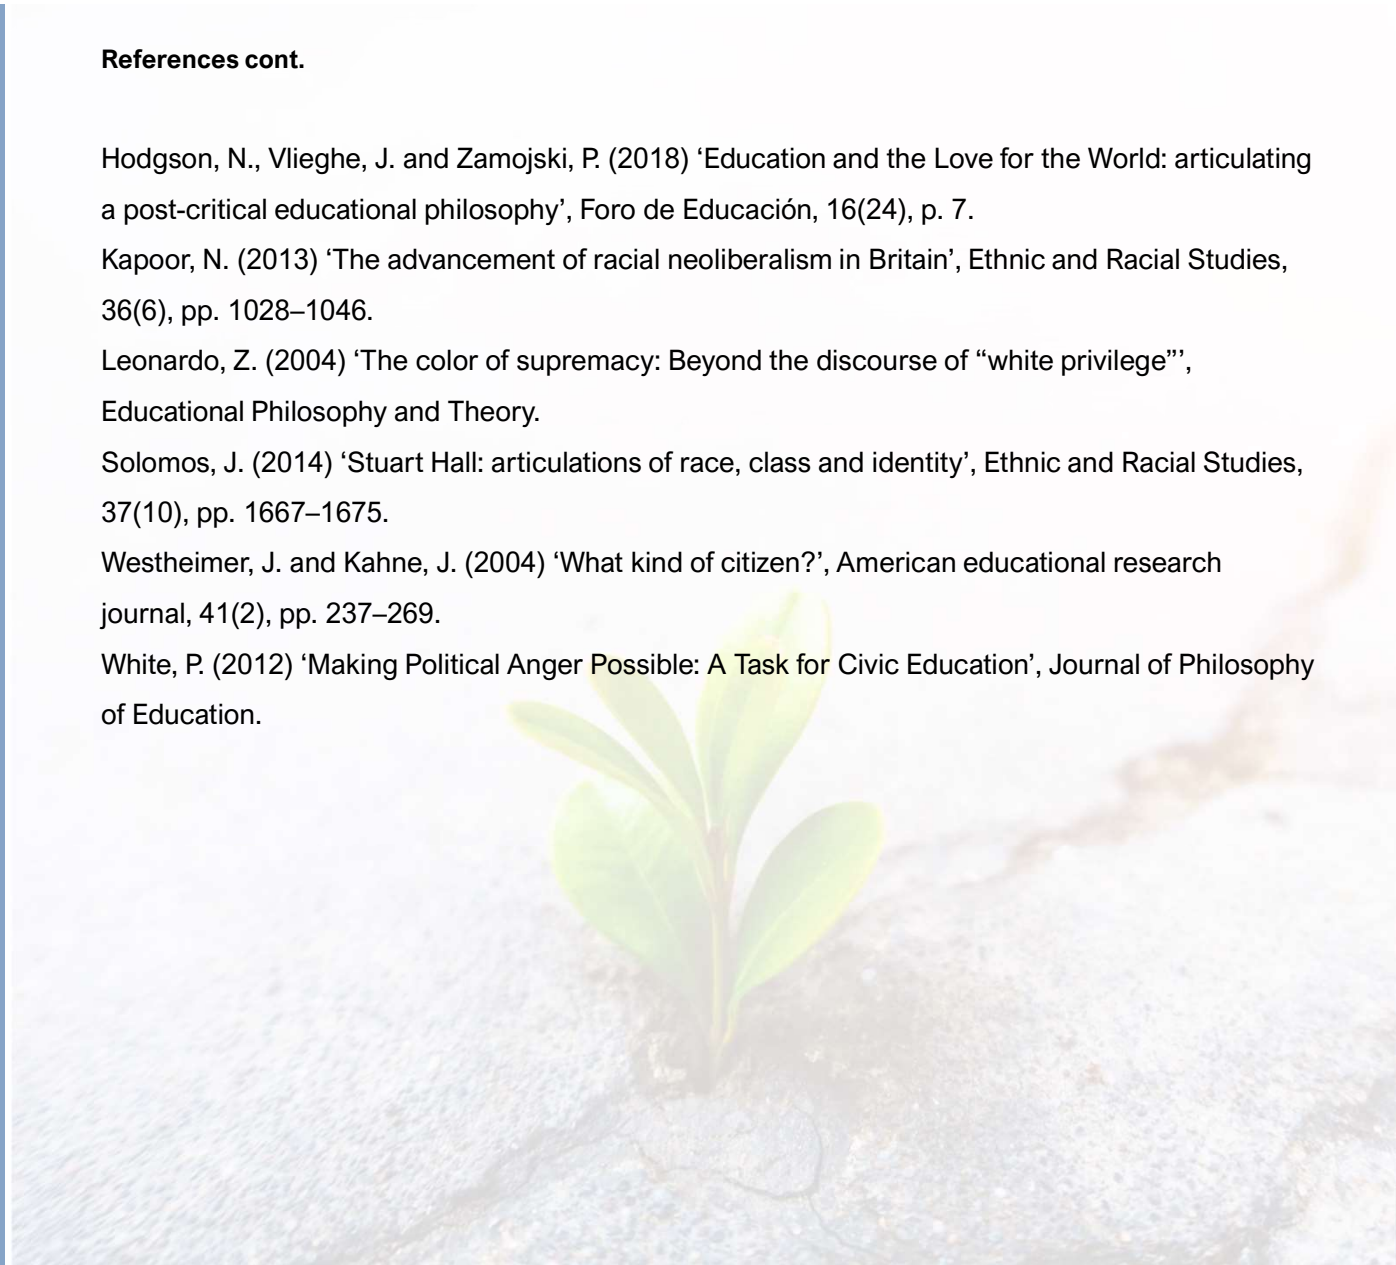 References cont.
Hodgson, N., Vlieghe, J. and Zamojski, P. (2018) ‘Education and the Love for the World: articulating
a post-critical educational philosophy’, Foro de Educación, 16(24), p. 7.
Kapoor, N. (2013) ‘The advancement of racial neoliberalism in Britain’, Ethnic and Racial Studies,
36(6), pp. 1028–1046.
Leonardo, Z. (2004) ‘The color of supremacy: Beyond the discourse of “white privilege”’,
Educational Philosophy and Theory.
Solomos, J. (2014) ‘Stuart Hall: articulations of race, class and identity’, Ethnic and Racial Studies,
37(10), pp. 1667–1675.
Westheimer, J. and Kahne, J. (2004) ‘What kind of citizen?’, American educational research
journal, 41(2), pp. 237–269.
White, P. (2012) ‘Making Political Anger Possible: A Task for Civic Education’, Journal of Philosophy
of Education.